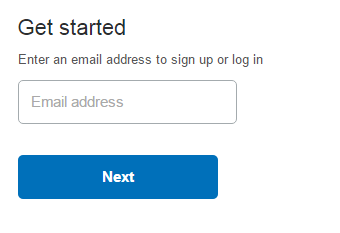 Get started
Enter an email address to sign up or log in
Email address
Next